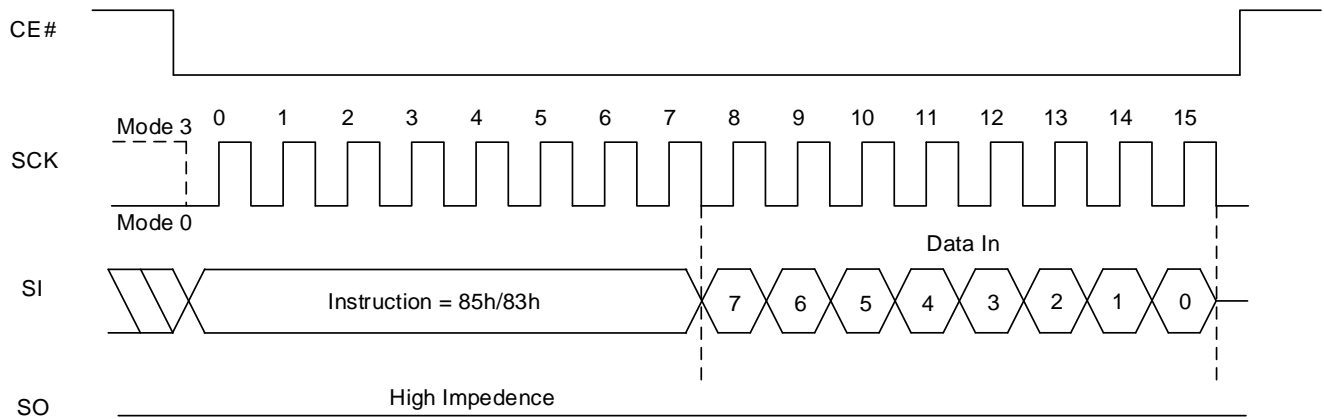 CE#
Mode 3
0 1 2 3 4 5 6 7 8 9 10 11 12 13 14 15
SCK
Mode 0
Data In
SI
Instruction = 85h/83h
7 6 5 4 3 2 1 0
High Impedence
SO